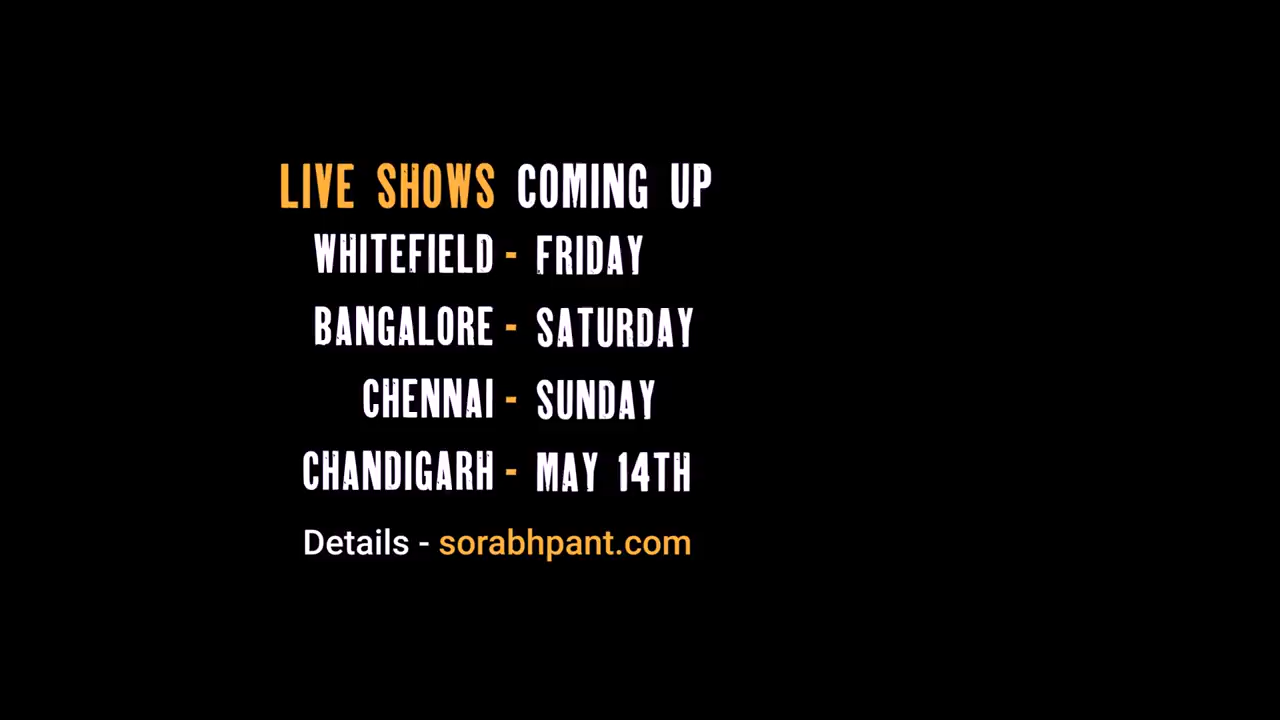 LIVE SHOWS COMING UP
WHITEFIELD - FRIDAY
BANGALORE - SATURDAY
CHENNAI - SUNDAY
CHANDIGARH - MAY 14TH
Details - sorabhpant.com